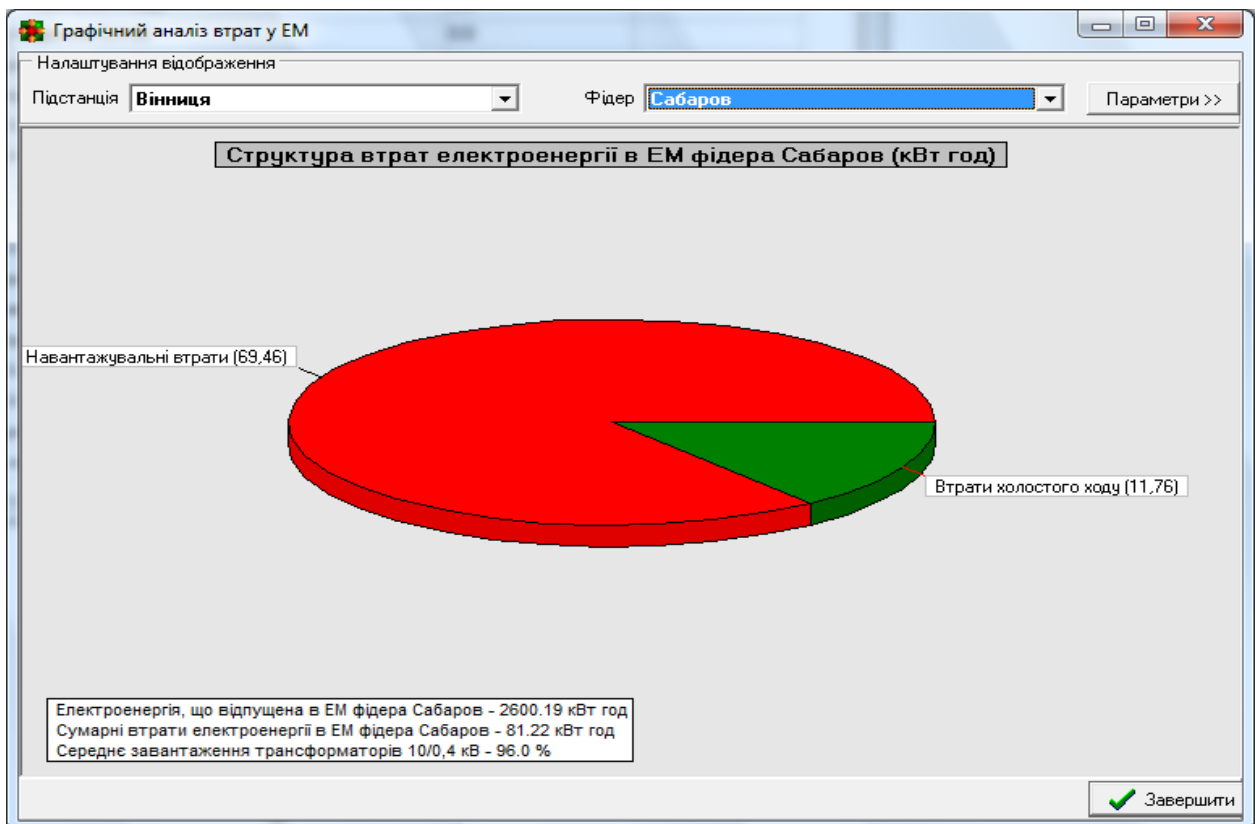 Графічний аналіз втрат у ЕМ
Налаштування відображення
Підстанція Вінниця Фідер Сабаров Параметри >>
Структура втрат електроенергії в ЕМ фідера Сабаров (кВт год)
Навантажувальні втрати (69,46)
Втрати холостого ходу (11,76)
Електроенергія, що відпущена в ЕМ фідера Сабаров - 2600.19 кВт год
Сумарні втрати електроенергії в ЕМ фідера Сабаров - 81.22 кВт год
Середнє завантаження трансформаторів 10/0,4 кВ - 96.0 %
Завершити